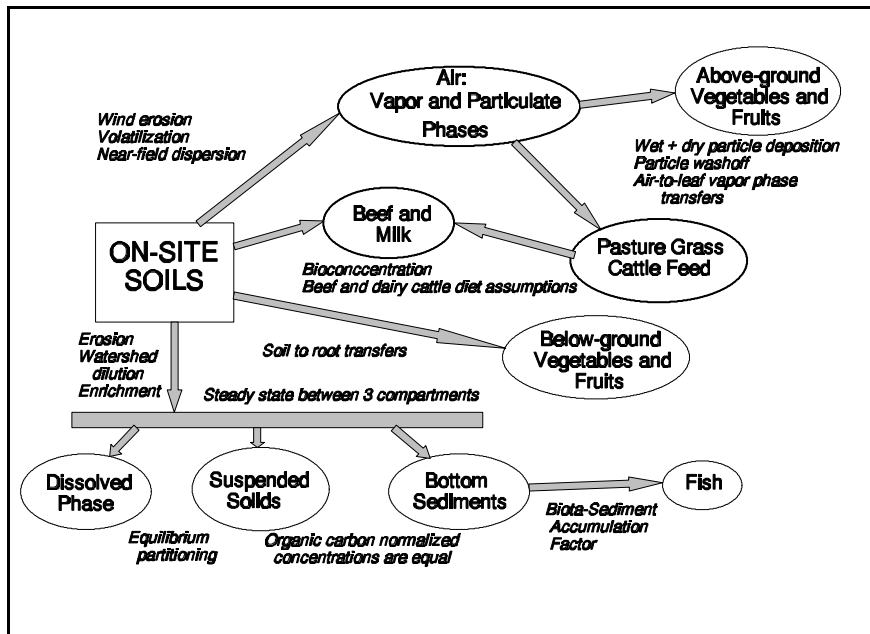 Air:
Vapor and Particulate
Phases
Above-ground
Vegetables and
Fruits
Wind erosion
Volatilization
Near-field dispersion
Wet + dry particle deposition
Particle washoff
Air-to-leaf vapor phase
transfers
Beef and
Milk
ON-SITE
SOILS
Pasture Grass
Cattle Feed
Bioconccentration
Beef and dairy cattle diet assumptions
Erosion
Watershed
dilution
Enrichment
Soil to root transfers
Below-ground
Vegetables and
Fruits
Steady state between 3 compartments
Dissolved
Phase
Suspended
Solids
Bottom
Sediments
Fish
Equilibrium
partitioning
Organic carbon normalized
concentrations are equal
Biota-Sediment
Accumulation
Factor